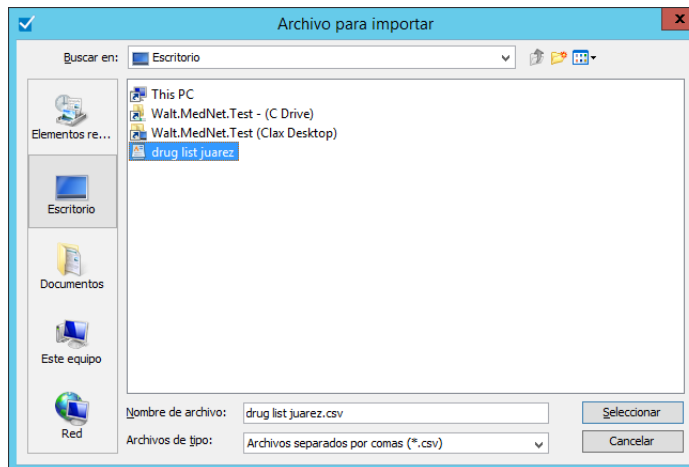 Archivo para importar
x
Buscar en:
Escritorio
Elementos re...
Escritorio
Documentos
Este equipo
Red
This PC
Walt.MedNet.Test - (C Drive)
Walt.MedNet.Test (Clax Desktop)
drug list juarez
Nombre de archivo:
drug list juarez.csv
Seleccionar
Archivos de tipo:
Archivos separados por comas (*.csv)
Cancelar